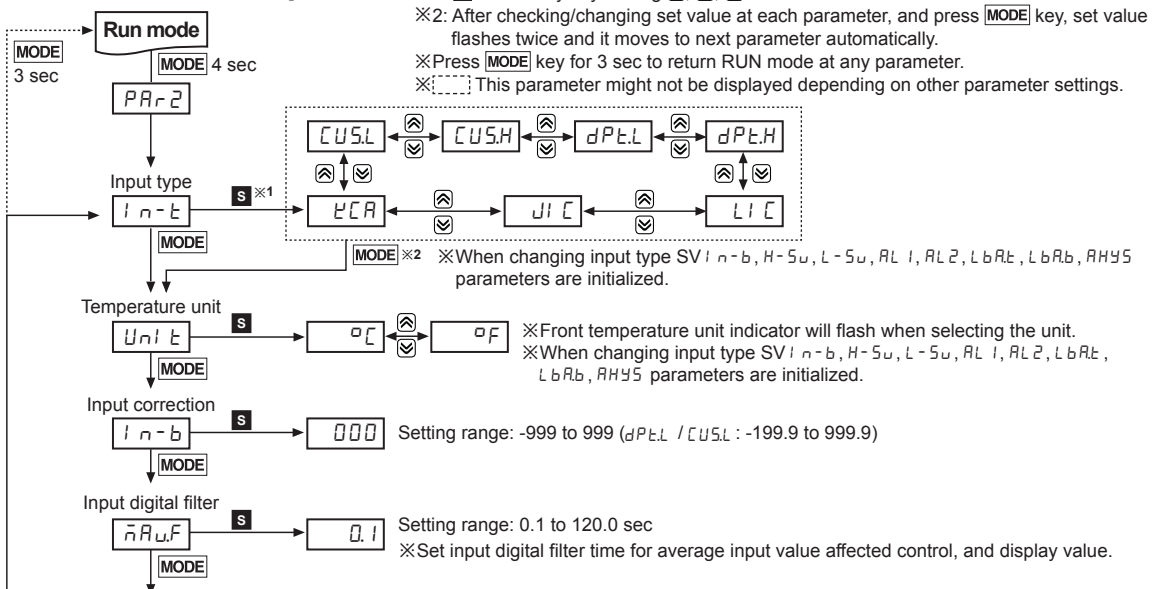 ※2: After checking/changing set value at each parameter, and press MODE key, set value
flashes twice and it moves to next parameter automatically.
※Press MODE key for 3 sec to return RUN mode at any parameter.
※ This parameter might not be displayed depending on other parameter settings.
Run mode
MODE
3 sec
MODE 4 sec
PAr2
CUS.L
CUS.H
dPt.L
dPt.H
Input type
In-t
S ※1
KCA
JIC
LIC
MODE
MODE ※2
※When changing input type SV In-b, H-Sv, L-Sv, AL1, AL2, LbA.t, LbA.b, AHYS
parameters are initialized.
Temperature unit
UnIt
S
°C
°F
※Front temperature unit indicator will flash when selecting the unit.
※When changing input type SV In-b, H-Sv, L-Sv, AL1, AL2, LbA.t,
LbA.b, AHYS parameters are initialized.
MODE
Input correction
In-b
S
000
Setting range: -999 to 999 (dPt.L / CUS.L : -199.9 to 999.9)
MODE
Input digital filter
MAv.F
S
0.1
Setting range: 0.1 to 120.0 sec
※Set input digital filter time for average input value affected control, and display value.
MODE